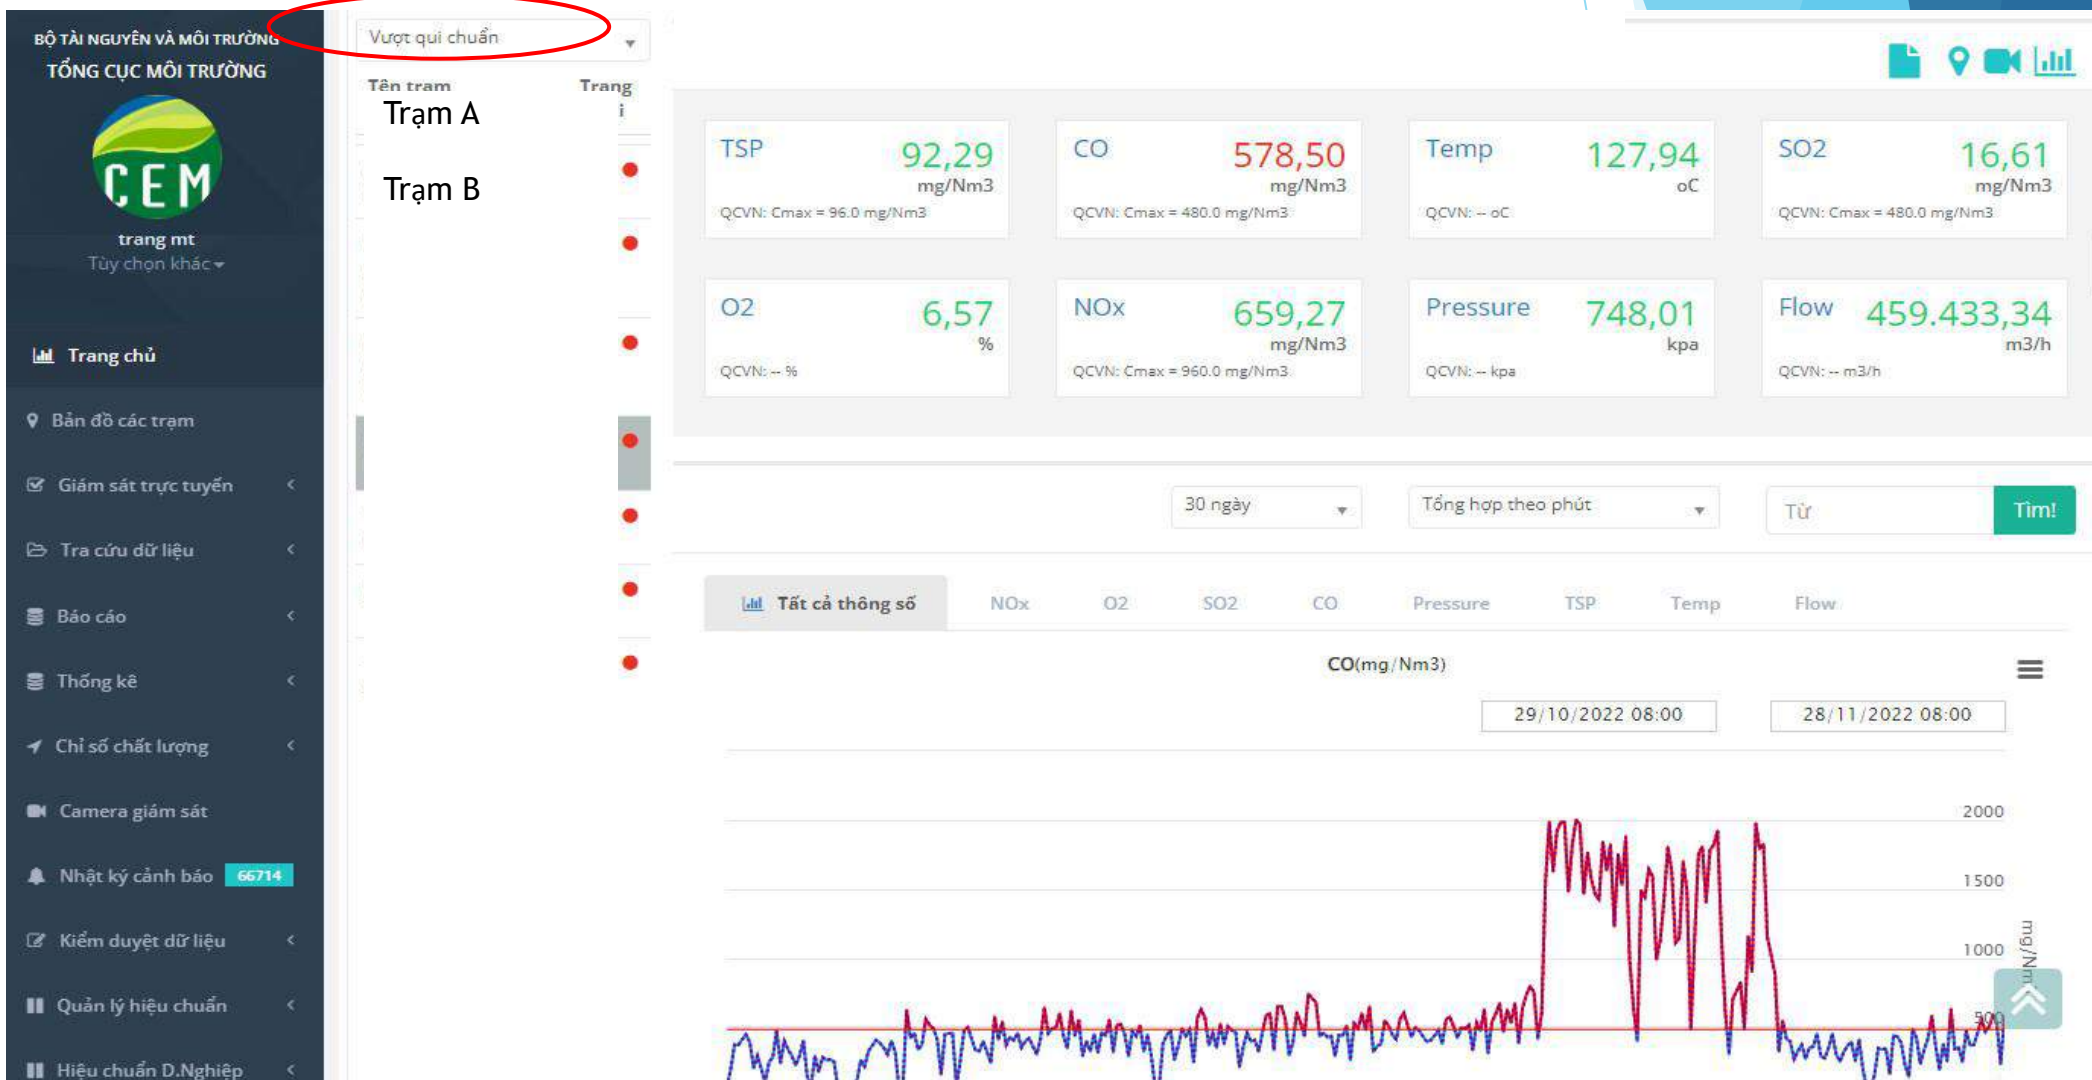 BỘ TÀI NGUYÊN VÀ MÔI TRƯỜNG
TỔNG CỤC MÔI TRƯỜNG
CEM
trang mt
Tùy chọn khác
Trang chủ
Bản đồ các trạm
Giám sát trực tuyến
Tra cứu dữ liệu
Báo cáo
Thống kê
Chỉ số chất lượng
Camera giám sát
Nhật ký cảnh báo 66714
Kiểm duyệt dữ liệu
Quản lý hiệu chuẩn
Hiệu chuẩn D.Nghiệp
Vượt qui chuẩn
Tên trạm Trạng
i
Trạm A
Trạm B
TSP 92,29
mg/Nm3
QCVN: Cmax = 96.0 mg/Nm3
CO 578,50
mg/Nm3
QCVN: Cmax = 480.0 mg/Nm3
Temp 127,94
oC
QCVN: -- oC
SO2 16,61
mg/Nm3
QCVN: Cmax = 480.0 mg/Nm3
O2 6,57
%
QCVN: -- %
NOx 659,27
mg/Nm3
QCVN: Cmax = 960.0 mg/Nm3
Pressure 748,01
kpa
QCVN: -- kpa
Flow 459.433,34
m3/h
QCVN: -- m3/h
30 ngày Tổng hợp theo phút Từ Tìm!
Tất cả thông số NOx O2 SO2 CO Pressure TSP Temp Flow
CO(mg/Nm3)
29/10/2022 08:00 28/11/2022 08:00
2000
1500
1000
500